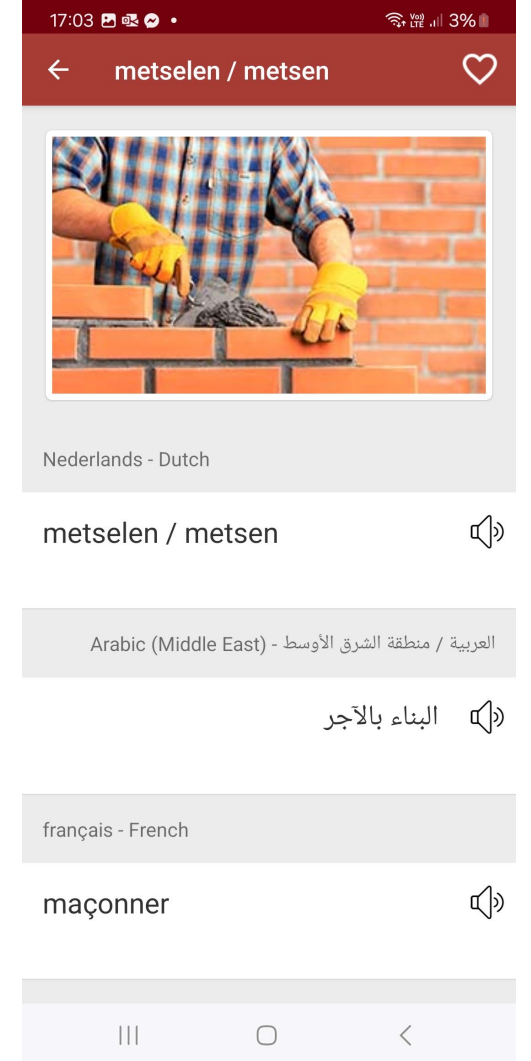 17:03 3%
metselen / metsen
Nederlands - Dutch
metselen / metsen
العربية / منطقة الشرق الأوسط - Arabic (Middle East)
البناء بالآجر
français - French
maçonner